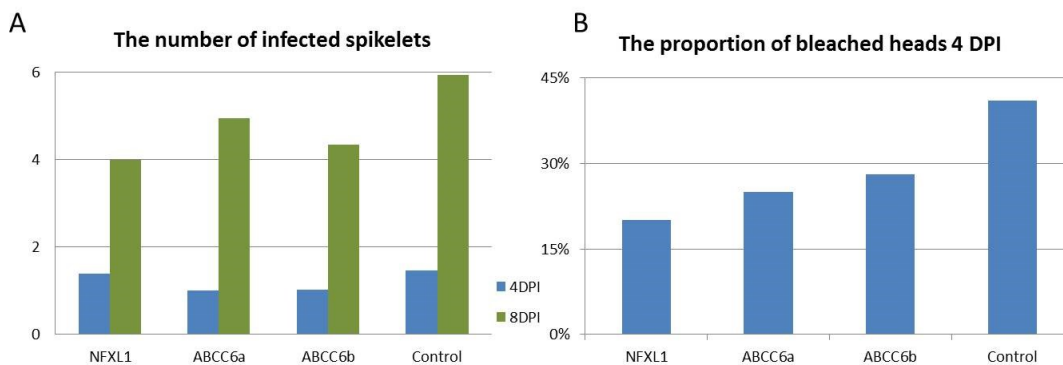 A
The number of infected spikelets
6
4
2
0
NFXL1 ABCC6a ABCC6b Control
4DPI
8DPI
B
The proportion of bleached heads 4 DPI
45%
30%
15%
0%
NFXL1 ABCC6a ABCC6b Control